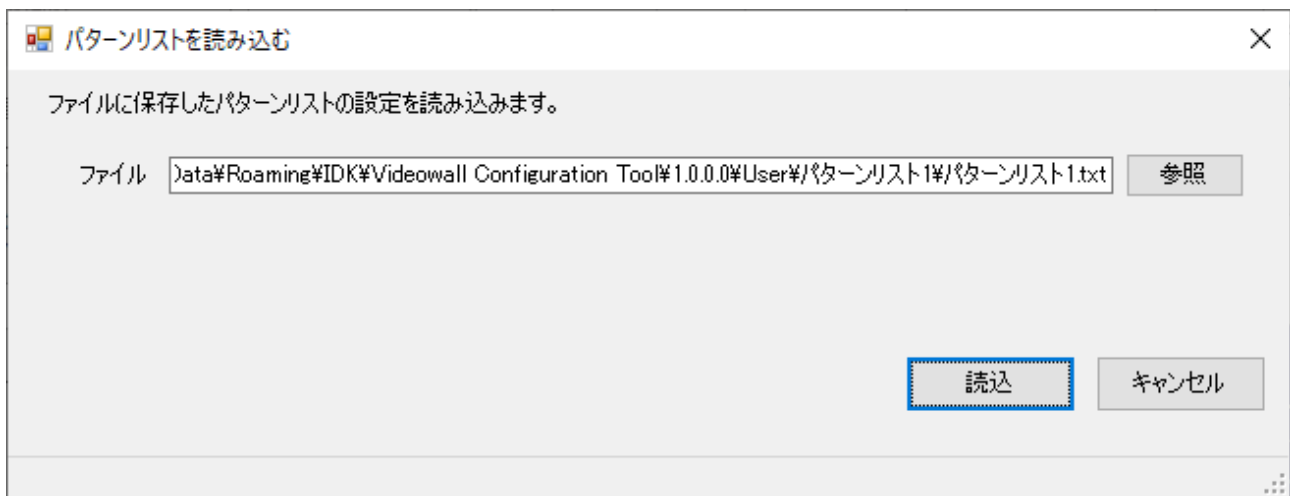 パターンリストを読み込む
ファイルに保存したパターンリストの設定を読み込みます。
ファイル
Data¥Roaming¥IDK¥Videowall Configuration Tool¥1.0.0.0¥User¥パターンリスト1¥パターンリスト1.txt
参照
読込
キャンセル